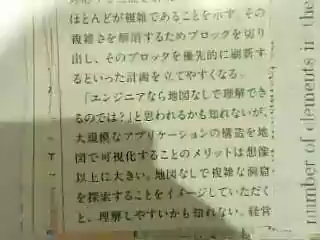 ほとんどが複雑であることを示す。その
複雑さを解消するためブロックを切り
出し、そのブロックを優先的に刷新す
るといった計画を立てやすくなる。
「エンジニアなら地図なしで理解でき
るのでは？」と思われるかも知れないが、
大規模なアプリケーションの構造を地
図で可視化することのメリットは想像
以上に大きい。地図なしで複雑な洞窟
を探索することをイメージしていただく
と、理解しやすいかも知れない。経営
number of elements in the